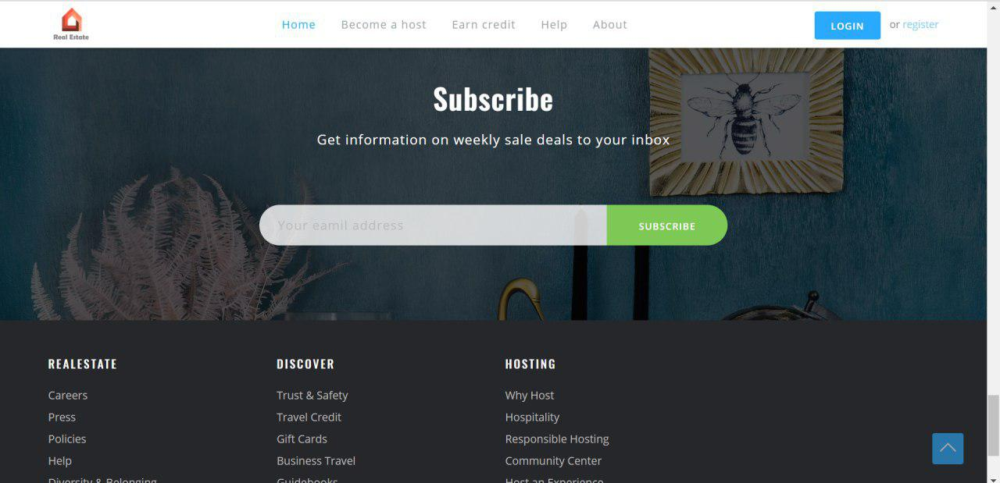 Real Estate
Home Become a host Earn credit Help About
LOGIN or register
Subscribe
Get information on weekly sale deals to your inbox
Your eamil address
SUBSCRIBE
REALESTATE
Careers
Press
Policies
Help
Diversity & Belonging
DISCOVER
Trust & Safety
Travel Credit
Gift Cards
Business Travel
Guidebooks
HOSTING
Why Host
Hospitality
Responsible Hosting
Community Center
Host an Experience